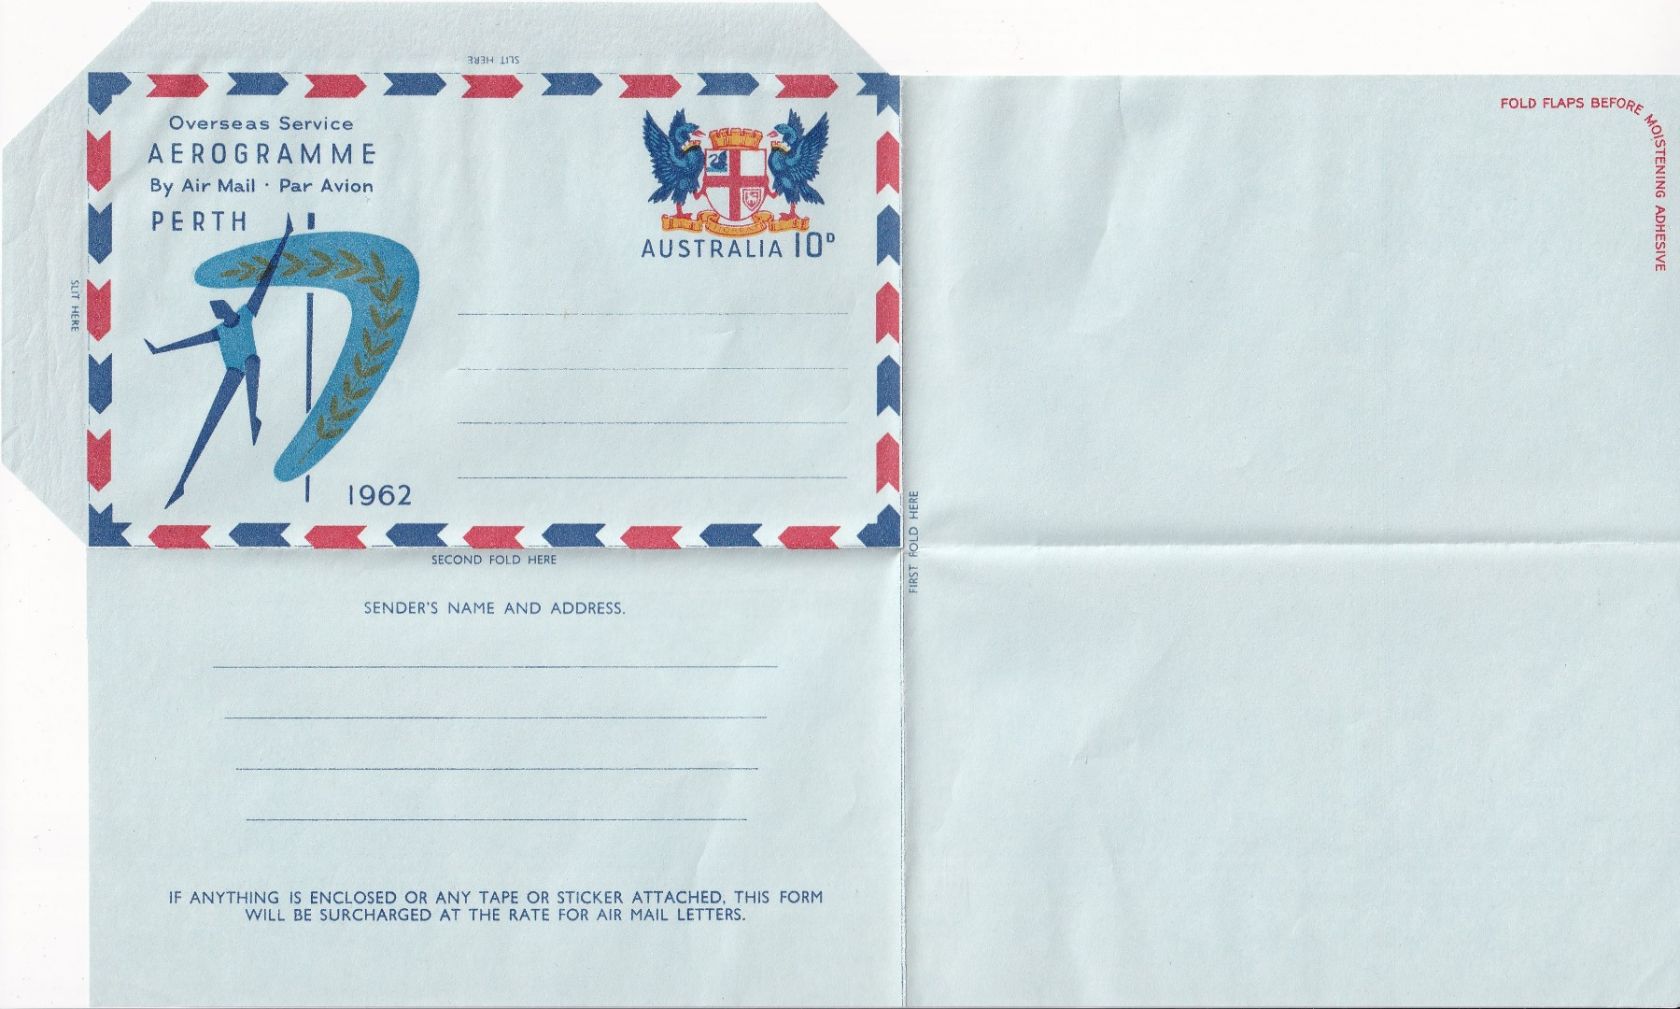 SLIT HERE
Overseas Service
AEROGRAMME
By Air Mail · Par Avion
PERTH
AUSTRALIA 10D
1962
SLIT HERE
FOLD FLAPS BEFORE MOISTENING ADHESIVE
FIRST FOLD HERE
SECOND FOLD HERE
SENDER'S NAME AND ADDRESS.
IF ANYTHING IS ENCLOSED OR ANY TAPE OR STICKER ATTACHED, THIS FORM
WILL BE SURCHARGED AT THE RATE FOR AIR MAIL LETTERS.